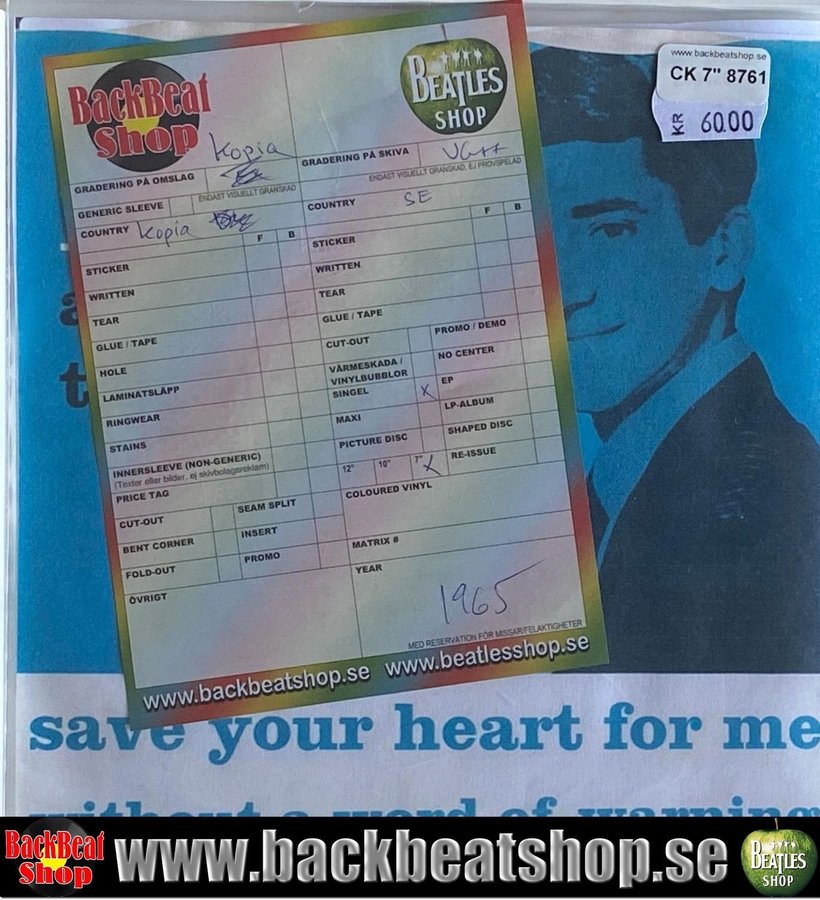 BackBeat
Shop
BEATLES
SHOP
www.backbeatshop.se
CK 7" 8761
KR 60.00
GRADERING PÅ OMSLAG Kopia
ENDAST VISUELLT GRANSKAD
GENERIC SLEEVE
COUNTRY Kopia
F B
STICKER
WRITTEN
TEAR
GLUE / TAPE
HOLE
LAMINATSLÄPP
RINGWEAR
STAINS
INNERSLEEVE (NON-GENERIC)
(Texter eller bilder, ej skivbolagsreklam)
PRICE TAG
CUT-OUT SEAM SPLIT
BENT CORNER INSERT
FOLD-OUT PROMO
ÖVRIGT
GRADERING PÅ SKIVA VG++
ENDAST VISUELLT GRANSKAD, EJ PROVSPELAD
COUNTRY SE
F B
STICKER
WRITTEN
TEAR
GLUE / TAPE
CUT-OUT PROMO / DEMO
VÄRMESKADA /
VINYLBUBBLOR NO CENTER
SINGEL X EP
MAXI LP-ALBUM
PICTURE DISC SHAPED DISC
12" 10" 7" X RE-ISSUE
COLOURED VINYL
MATRIX #
YEAR
1965
MED RESERVATION FÖR MISSAR/FELAKTIGHETER
www.backbeatshop.se www.beatlesshop.se
save your heart for me
without a word of warning
BackBeat
Shop
www.backbeatshop.se
BEATLES
SHOP